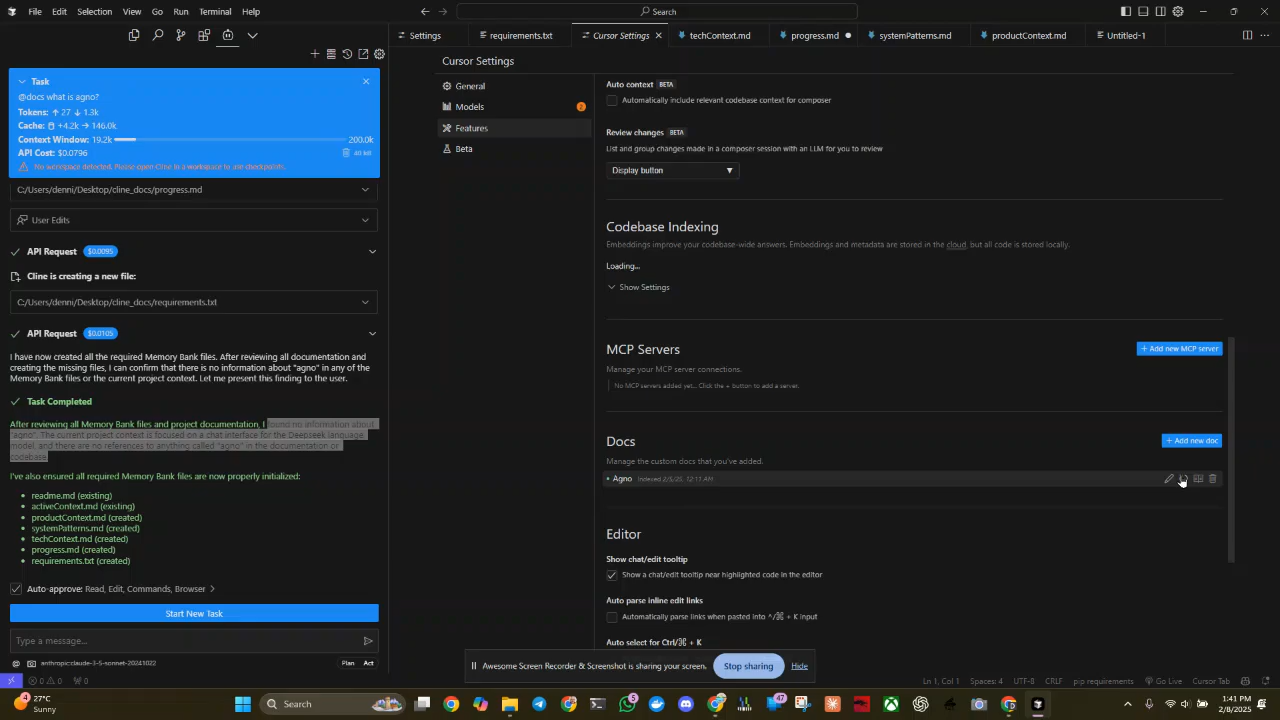 File Edit Selection View Go Run Terminal Help
Search
Settings requirements.txt Cursor Settings techContext.md progress.md systemPatterns.md productContext.md Untitled-1
Task
@docs what is agno?
Tokens: ↑ 27 ↓ 1.3k
Cache: +4.2k → 146.0k
Context Window: 19.2k 200.0k
API Cost: $0.0796
No workspace detected. Please open Cline in a workspace to use checkpoints.
C:/Users/denni/Desktop/cline_docs/progress.md
User Edits
API Request $0.0095
Cline is creating a new file:
C:/Users/denni/Desktop/cline_docs/requirements.txt
API Request $0.0105
I have now created all the required Memory Bank files. After reviewing all documentation and
creating the missing files, I can confirm that there is no information about "agno" in any of the
Memory Bank files or the current project context. Let me present this finding to the user.
Task Completed
After reviewing all Memory Bank files and project documentation, I found no information about
"agno". The current project context is focused on a chat interface for the Deepseek language
model, and there are no references to anything called "agno" in the documentation or
codebase.
I've also ensured all required Memory Bank files are now properly initialized:
• readme.md (existing)
• activeContext.md (existing)
• productContext.md (created)
• systemPatterns.md (created)
• techContext.md (created)
• progress.md (created)
• requirements.txt (created)
Auto-approve: Read, Edit, Commands, Browser
Start New Task
Type a message...
anthropic:claude-3-5-sonnet-20241022
Plan Act
Cursor Settings
General
Models 2
Features
Beta
Auto context BETA
Automatically include relevant codebase context for composer
Review changes BETA
List and group changes made in a composer session with an LLM for you to review
Display button
Codebase Indexing
Embeddings improve your codebase-wide answers. Embeddings and metadata are stored in the cloud, but all code is stored locally.
Loading...
Show Settings
MCP Servers
+ Add new MCP server
Manage your MCP server connections.
No MCP servers added yet... Click the + button to add a server.
Docs
+ Add new doc
Manage the custom docs that you've added.
• Agno Indexed 2/5/25, 12:11 AM
Editor
Show chat/edit tooltip
Show a chat/edit tooltip near highlighted code in the editor
Auto parse inline edit links
Automatically parse links when pasted into ^/⌘ + K input
Auto select for Ctrl/⌘ + K
Awesome Screen Recorder & Screenshot is sharing your screen.
Stop sharing
Hide
0 0 0
Ln 1, Col 1 Spaces: 4 UTF-8 CRLF pip requirements Go Live Cursor Tab
27°C
Sunny
Search
5
47
1:41 PM
2/8/2025